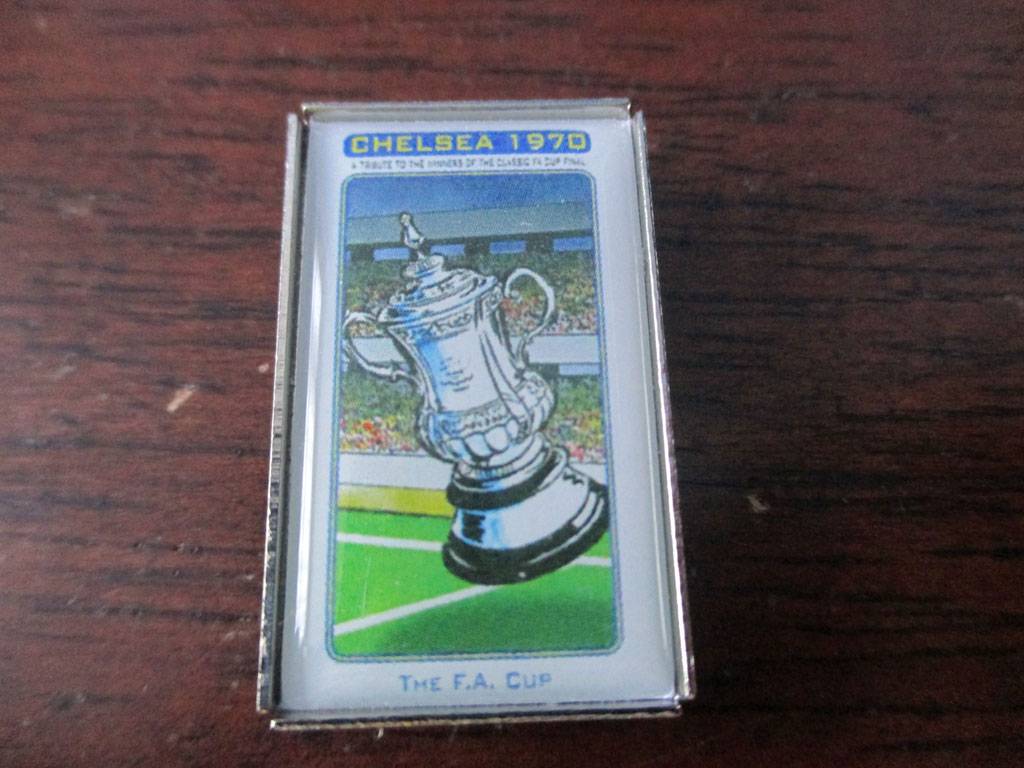 CHELSEA 1970
A TRIBUTE TO THE WINNERS OF THE CLASSIC FA CUP FINAL
THE F.A. CUP